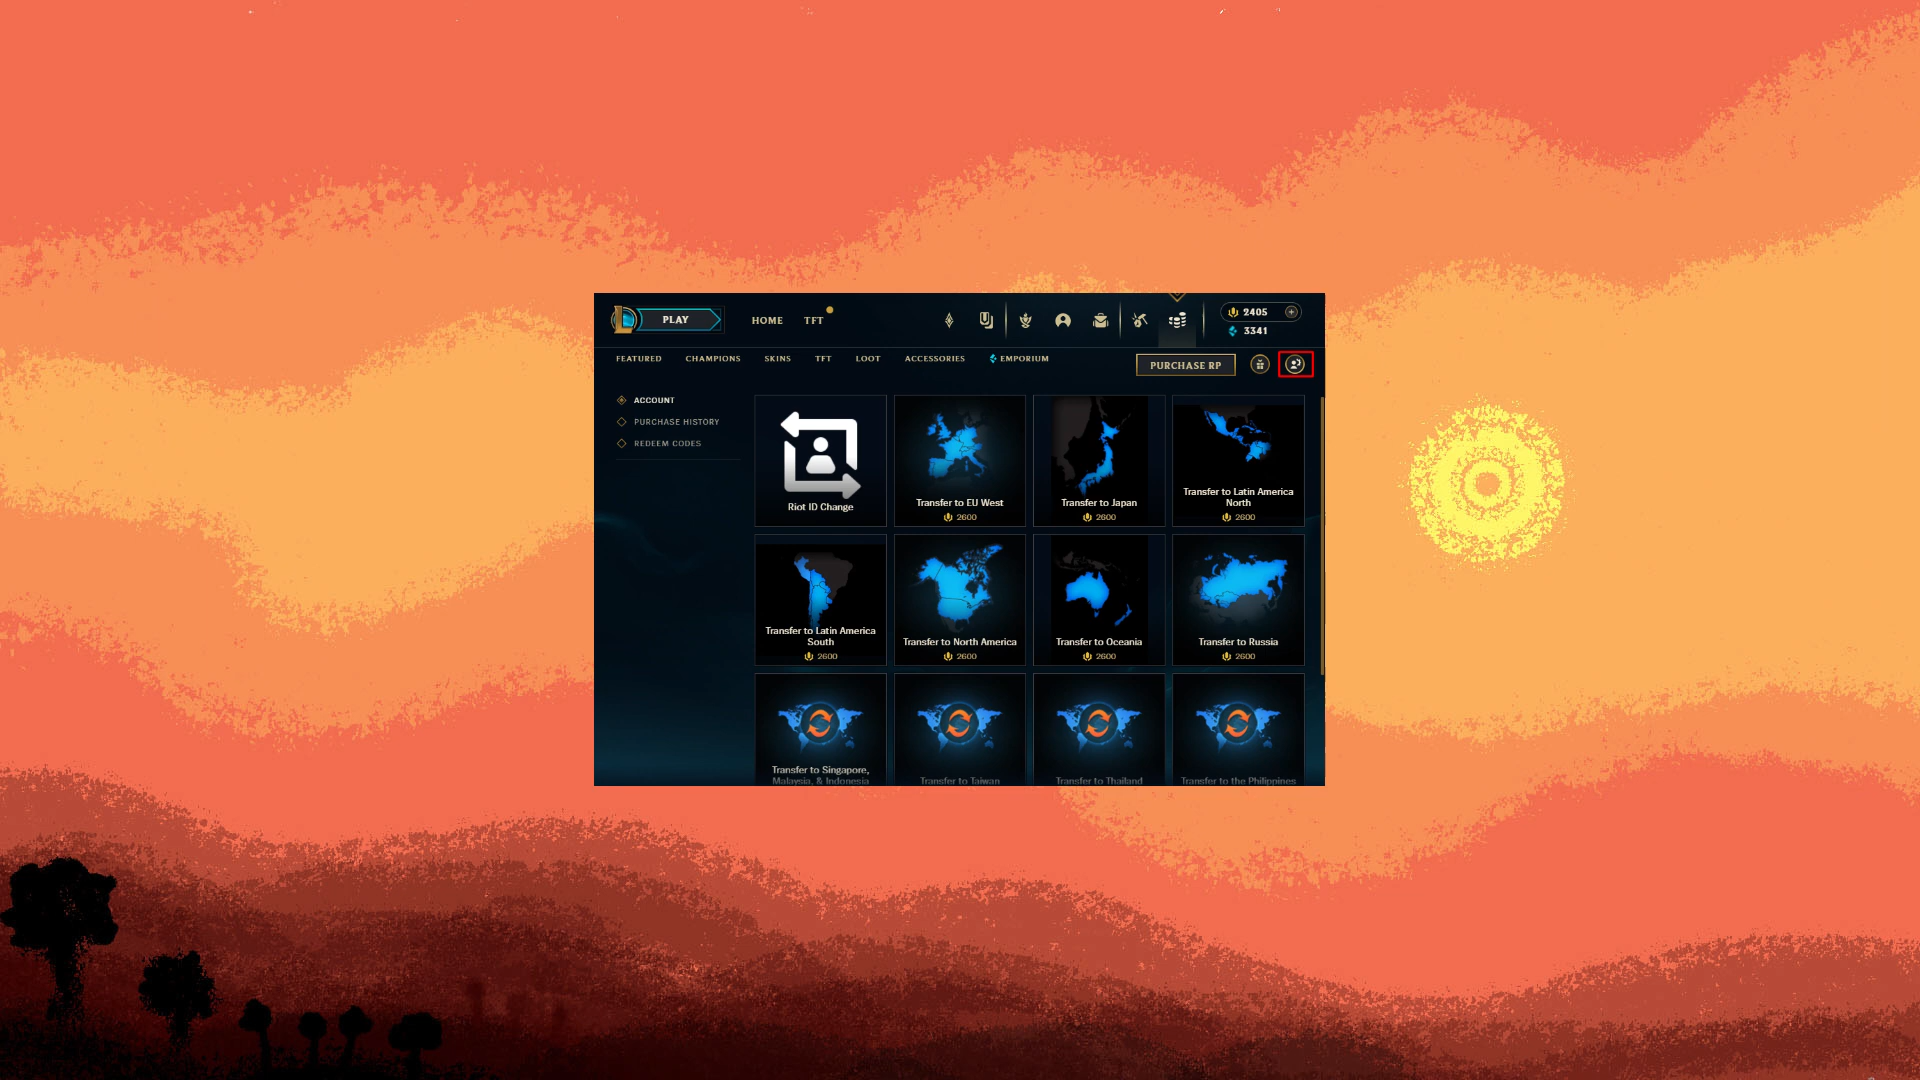 PLAY
HOME
TFT
2405
3341
FEATURED
CHAMPIONS
SKINS
TFT
LOOT
ACCESSORIES
EMPORIUM
PURCHASE RP
ACCOUNT
PURCHASE HISTORY
REDEEM CODES
Riot ID Change
Transfer to EU West
2600
Transfer to Japan
2600
Transfer to Latin America
North
2600
Transfer to Latin America
South
2600
Transfer to North America
2600
Transfer to Oceania
2600
Transfer to Russia
2600
Transfer to Singapore,
Malaysia, & Indonesia
Transfer to Taiwan
Transfer to Thailand
Transfer to the Philippines